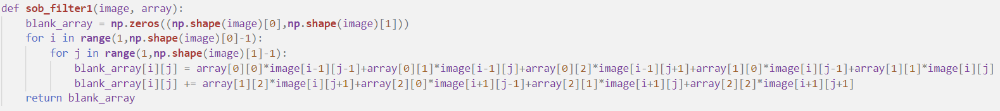 def sob_filter1(image, array):
    blank_array = np.zeros((np.shape(image)[0],np.shape(image)[1]))
    for i in range(1,np.shape(image)[0]-1):
        for j in range(1,np.shape(image)[1]-1):
            blank_array[i][j] = array[0][0]*image[i-1][j-1]+array[0][1]*image[i-1][j]+array[0][2]*image[i-1][j+1]+array[1][0]*image[i][j-1]+array[1][1]*image[i][j]
            blank_array[i][j] += array[1][2]*image[i][j+1]+array[2][0]*image[i+1][j-1]+array[2][1]*image[i+1][j]+array[2][2]*image[i+1][j+1]
    return blank_array